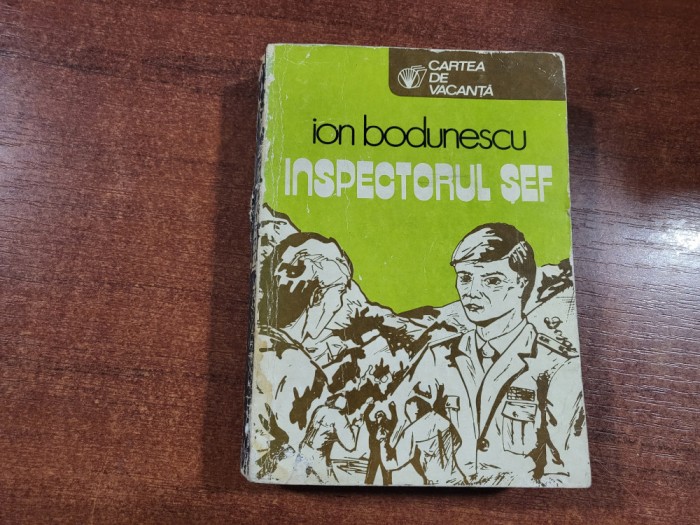 CARTEA
DE
VACANȚĂ
ion bodunescu
INSPECTORUL ȘEF